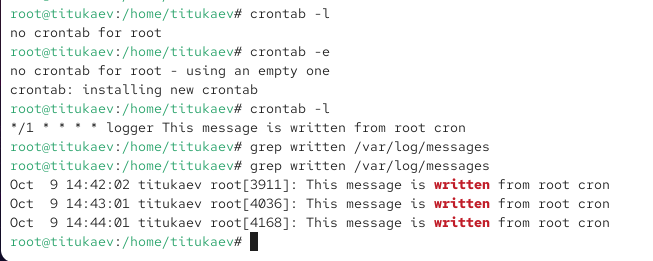 root@titukaev:/home/titukaev# crontab -l
no crontab for root
root@titukaev:/home/titukaev# crontab -e
no crontab for root - using an empty one
crontab: installing new crontab
root@titukaev:/home/titukaev# crontab -l
*/1 * * * * logger This message is written from root cron
root@titukaev:/home/titukaev# grep written /var/log/messages
root@titukaev:/home/titukaev# grep written /var/log/messages
Oct  9 14:42:02 titukaev root[3911]: This message is written from root cron
Oct  9 14:43:01 titukaev root[4036]: This message is written from root cron
Oct  9 14:44:01 titukaev root[4168]: This message is written from root cron
root@titukaev:/home/titukaev#